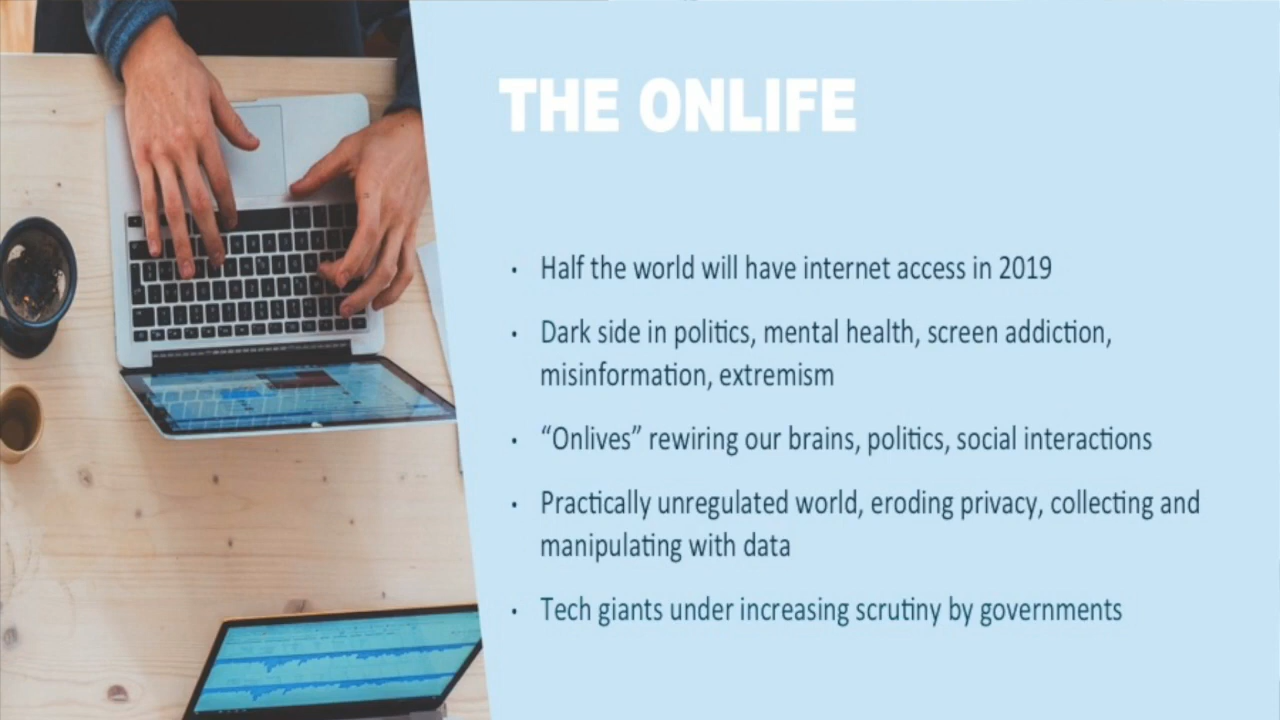 THE ONLIFE
• Half the world will have internet access in 2019
• Dark side in politics, mental health, screen addiction,
misinformation, extremism
• “Onlives” rewiring our brains, politics, social interactions
• Practically unregulated world, eroding privacy, collecting and
manipulating with data
• Tech giants under increasing scrutiny by governments